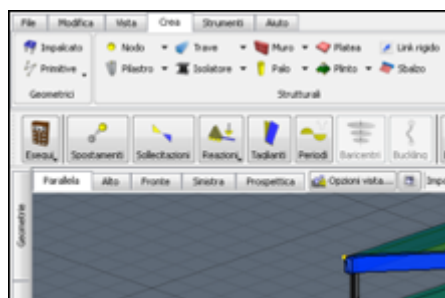 File Modifica Vista Crea Strumenti Aiuto
Impalcato Nodo Trave Muro Platea Link rigido
Primitive Pilastro Isolatore Palo Plinto Sbalzo
Geometrici Strutturali
Esegui Spostamenti Sollecitazioni Reazioni Taglianti Periodi Baricentri Buckling
Parallela Alto Fronte Sinistra Prospettica Opzioni vista...
Geometrie